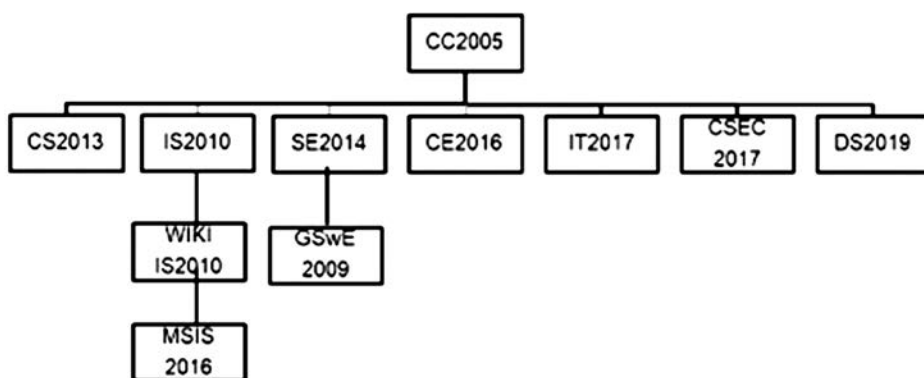 CC2005
CS2013
IS2010
SE2014
CE2016
IT2017
CSEC
2017
DS2019
WIKI
IS2010
GSwE
2009
MSIS
2016